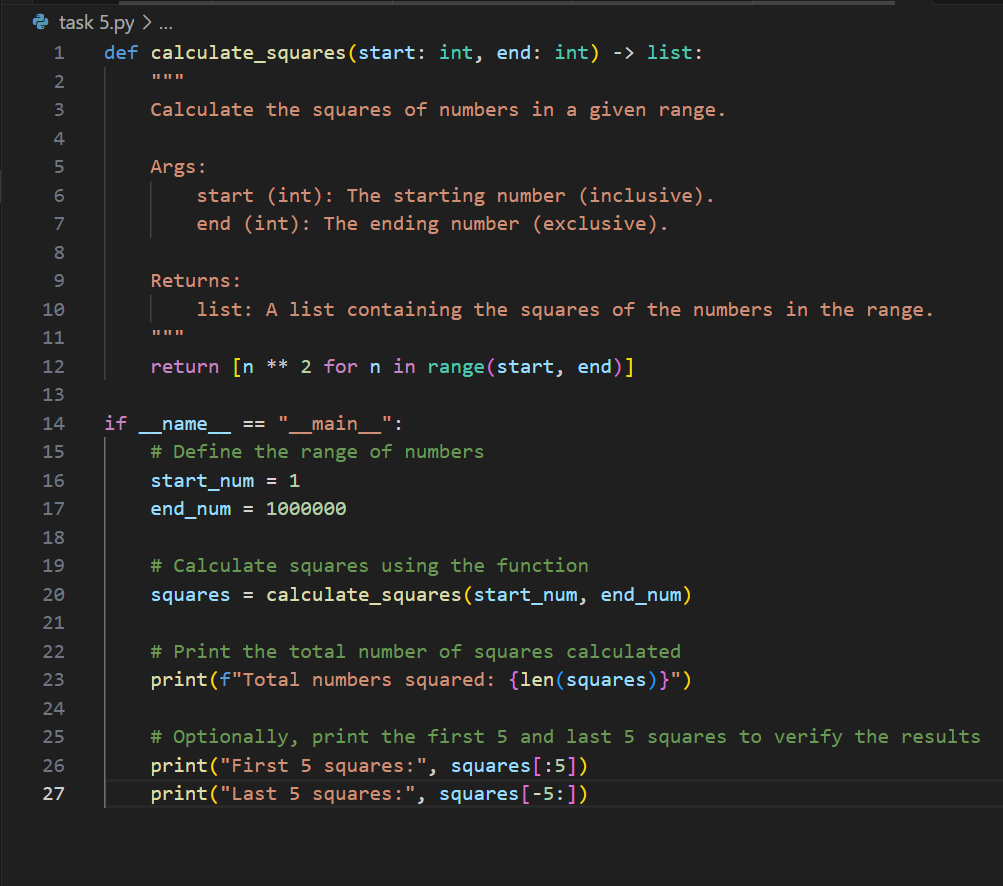 task 5.py > ...
1 def calculate_squares(start: int, end: int) -> list:
2     """
3     Calculate the squares of numbers in a given range.
4
5     Args:
6         start (int): The starting number (inclusive).
7         end (int): The ending number (exclusive).
8
9     Returns:
10         list: A list containing the squares of the numbers in the range.
11     """
12     return [n ** 2 for n in range(start, end)]
13
14 if __name__ == "__main__":
15     # Define the range of numbers
16     start_num = 1
17     end_num = 1000000
18
19     # Calculate squares using the function
20     squares = calculate_squares(start_num, end_num)
21
22     # Print the total number of squares calculated
23     print(f"Total numbers squared: {len(squares)}")
24
25     # Optionally, print the first 5 and last 5 squares to verify the results
26     print("First 5 squares:", squares[:5])
27     print("Last 5 squares:", squares[-5:])